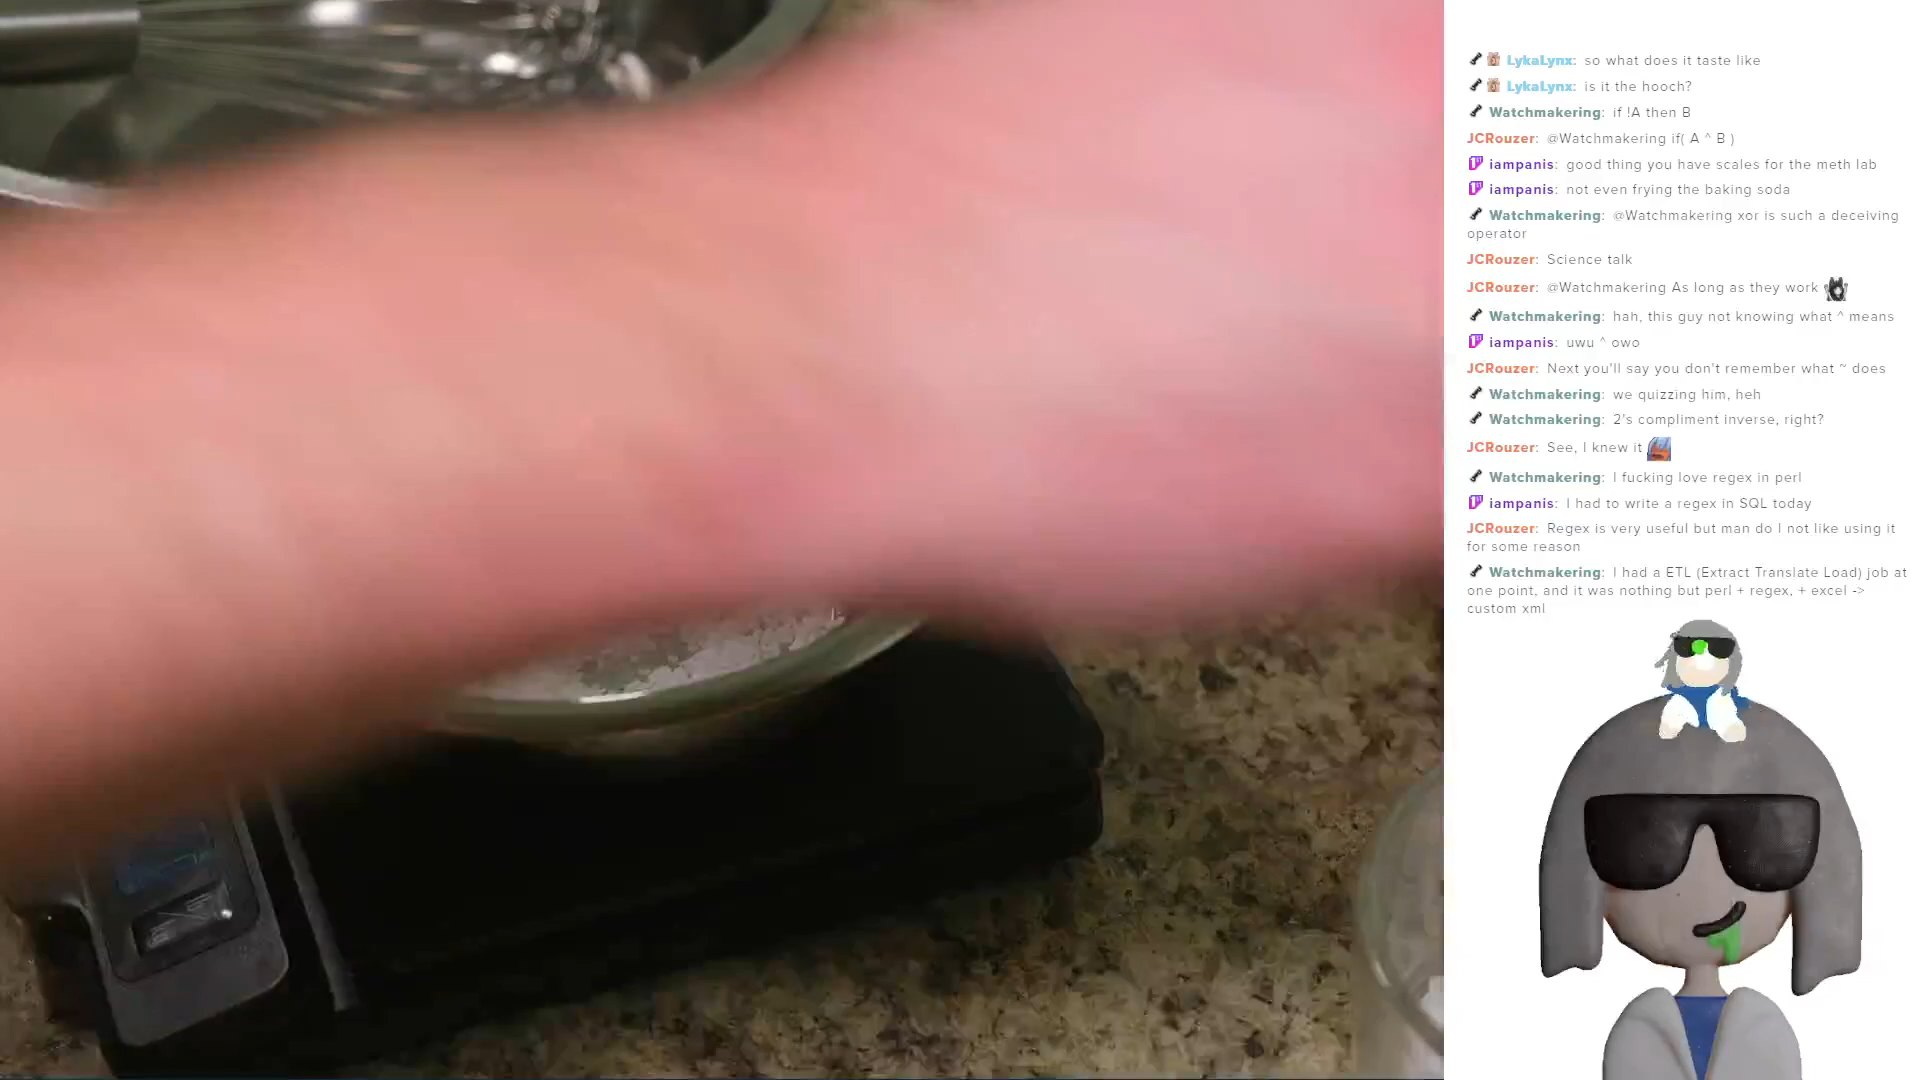 LykaLynx: so what does it taste like
LykaLynx: is it the hooch?
Watchmakering: if !A then B
JCRouzer: @Watchmakering if( A ^ B )
iampanis: good thing you have scales for the meth lab
iampanis: not even frying the baking soda
Watchmakering: @Watchmakering xor is such a deceiving
operator
JCRouzer: Science talk
JCRouzer: @Watchmakering As long as they work
Watchmakering: hah, this guy not knowing what ^ means
iampanis: uwu ^ owo
JCRouzer: Next you'll say you don't remember what ~ does
Watchmakering: we quizzing him, heh
Watchmakering: 2's compliment inverse, right?
JCRouzer: See, I knew it
Watchmakering: I fucking love regex in perl
iampanis: I had to write a regex in SQL today
JCRouzer: Regex is very useful but man do I not like using it
for some reason
Watchmakering: I had a ETL (Extract Translate Load) job at
one point, and it was nothing but perl + regex, + excel ->
custom xml